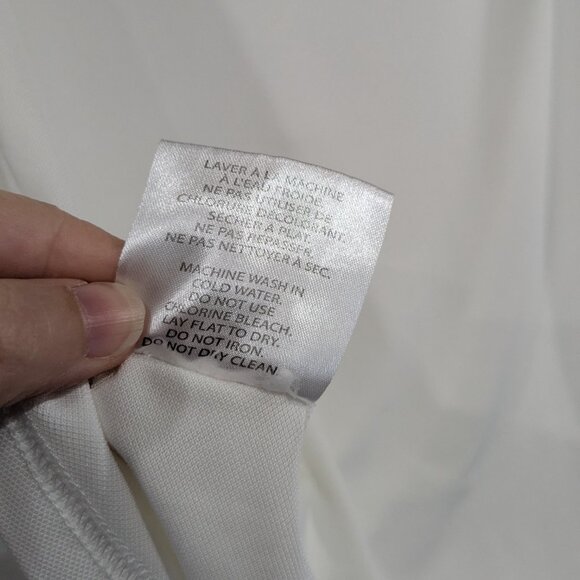 LAVER À LA MACHINE
À L'EAU FROIDE.
NE PAS UTILISER DE
CHLORINE DÉCOLORANT.
SÉCHER À PLAT.
NE PAS REPASSER.
NE PAS NETTOYER À SEC.
MACHINE WASH IN
COLD WATER.
DO NOT USE
CHLORINE BLEACH.
LAY FLAT TO DRY.
DO NOT IRON.
DO NOT DRY CLEAN.